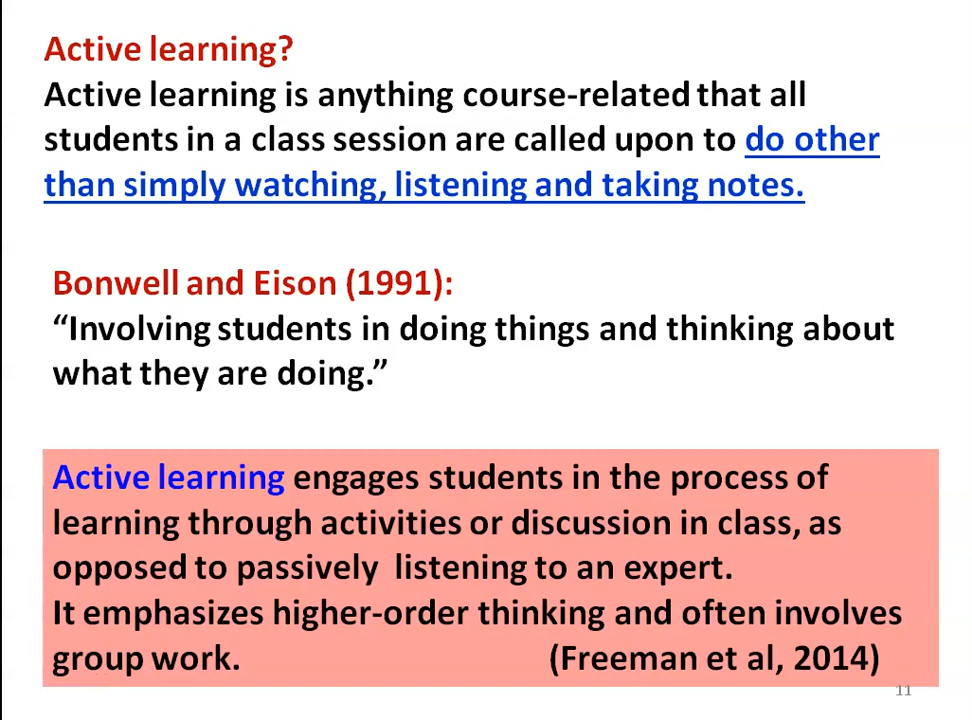 Active learning?
Active learning is anything course-related that all
students in a class session are called upon to do other
than simply watching, listening and taking notes.
Bonwell and Eison (1991):
“Involving students in doing things and thinking about
what they are doing.”
Active learning engages students in the process of
learning through activities or discussion in class, as
opposed to passively listening to an expert.
It emphasizes higher-order thinking and often involves
group work. (Freeman et al, 2014)
11